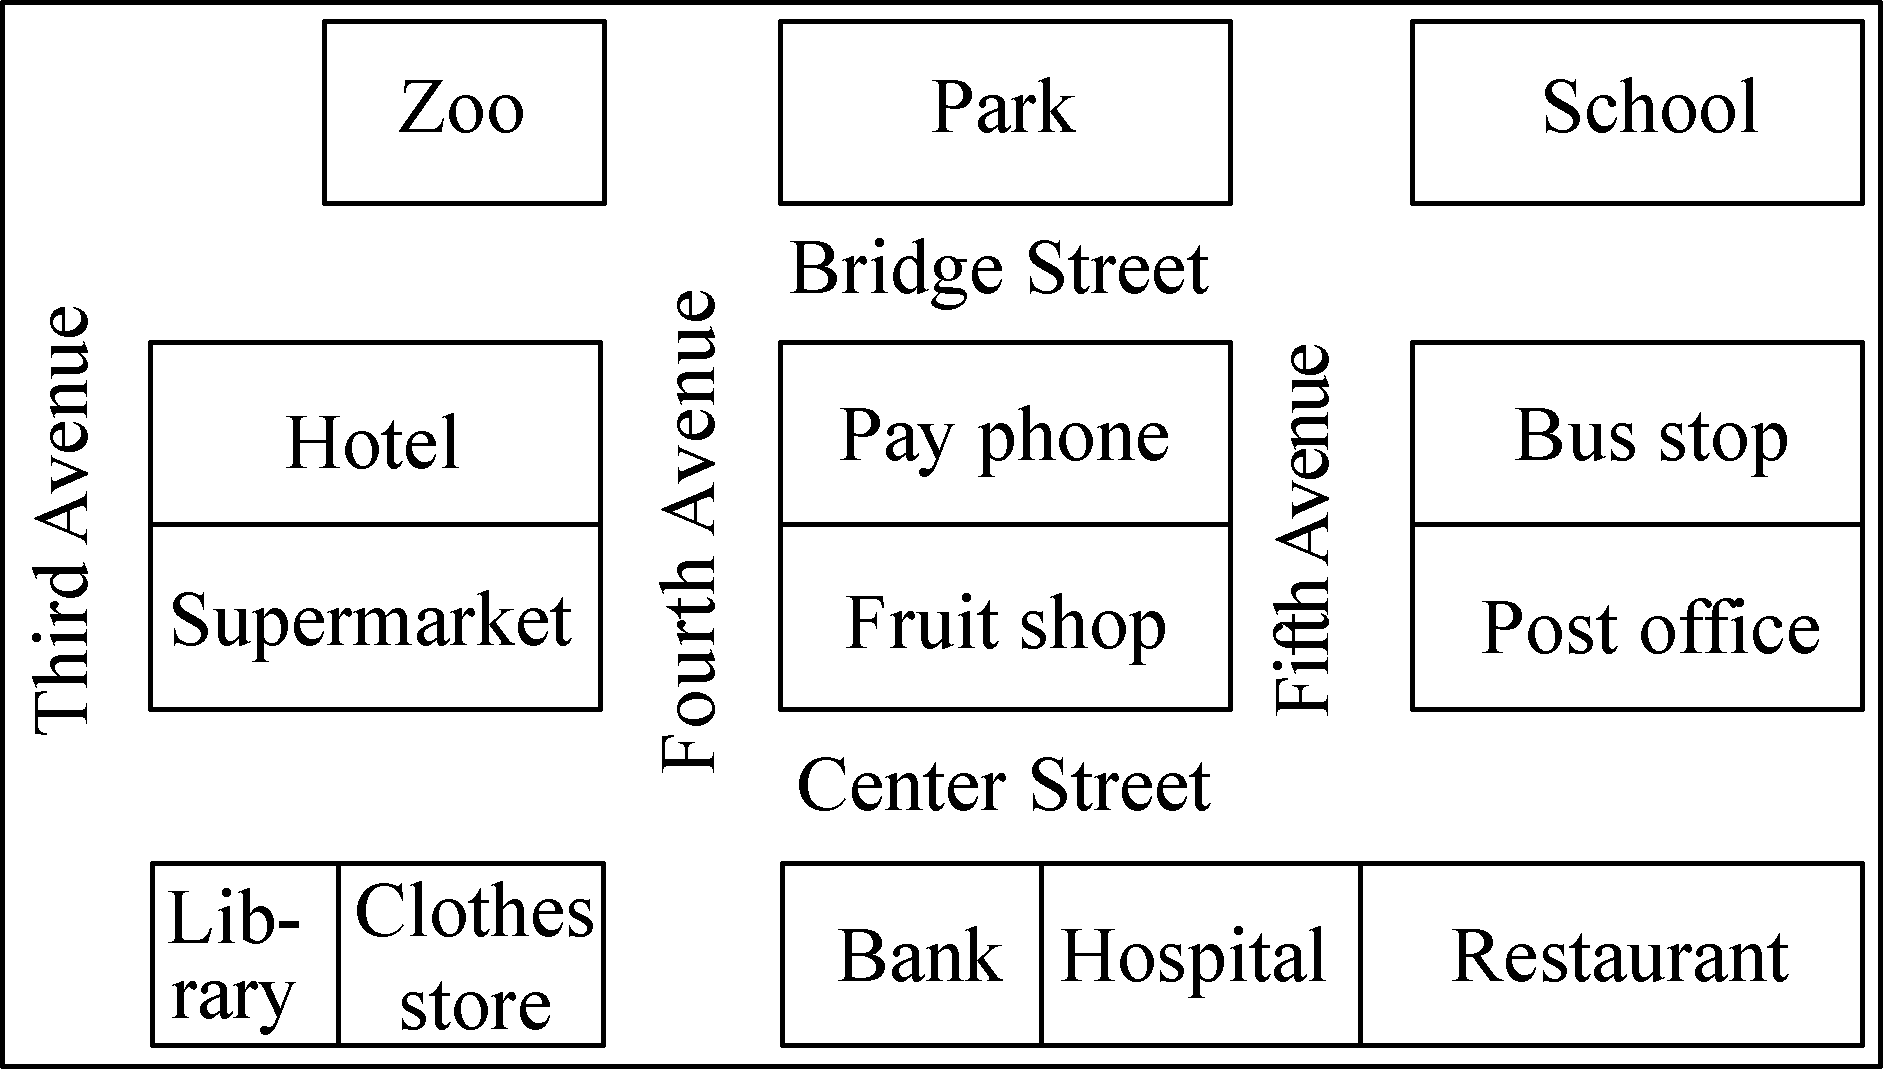 Zoo
Park
School
Bridge Street
Third Avenue
Hotel
Fourth Avenue
Pay phone
Fifth Avenue
Bus stop
Supermarket
Fruit shop
Post office
Center Street
Lib-
rary
Clothes
store
Bank
Hospital
Restaurant